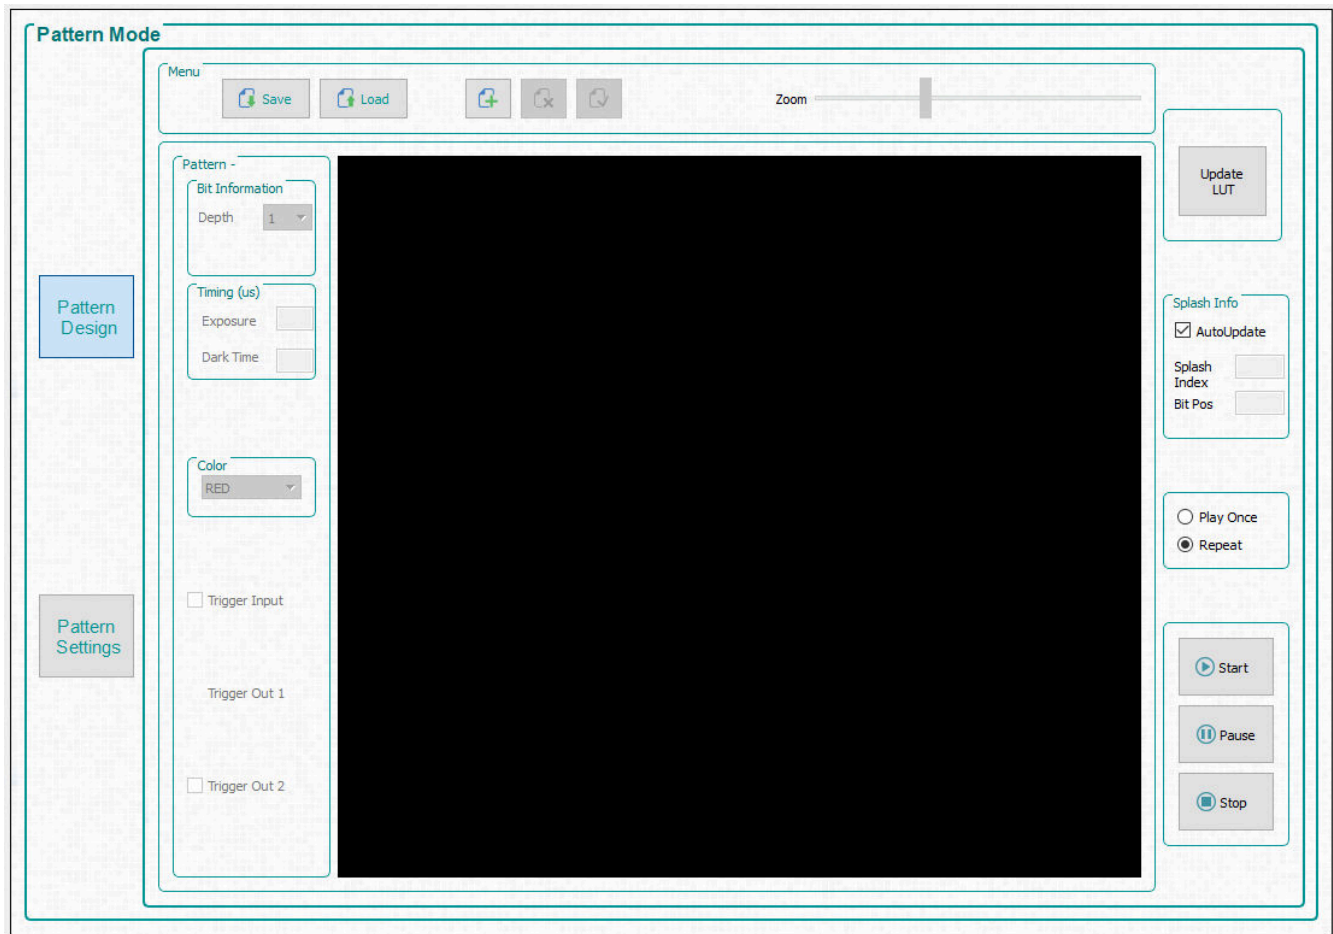 Pattern Mode
Menu
Save
Load
Zoom
Pattern -
Bit Information
Depth
1
Timing (us)
Exposure
Dark Time
Color
RED
Trigger Input
Trigger Out 1
Trigger Out 2
Pattern
Design
Pattern
Settings
Update
LUT
Splash Info
AutoUpdate
Splash
Index
Bit Pos
Play Once
Repeat
Start
Pause
Stop